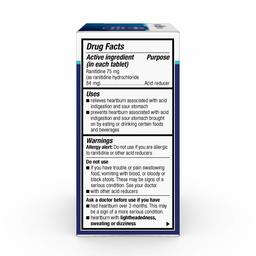 Drug Facts
Active ingredient Purpose
(in each tablet)
Ranitidine 75 mg
(as ranitidine hydrochloride
84 mg) Acid reducer
Uses
■ relieves heartburn associated with acid
indigestion and sour stomach
■ prevents heartburn associated with acid
indigestion and sour stomach brought
on by eating or drinking certain foods
and beverages
Warnings
Allergy alert: Do not use if you are allergic
to ranitidine or other acid reducers
Do not use
■ if you have trouble or pain swallowing
food, vomiting with blood, or bloody or
black stools. These may be signs of a
serious condition. See your doctor.
■ with other acid reducers
Ask a doctor before use if you have
■ had heartburn over 3 months. This may
be a sign of a more serious condition.
■ heartburn with lightheadedness,
sweating or dizziness